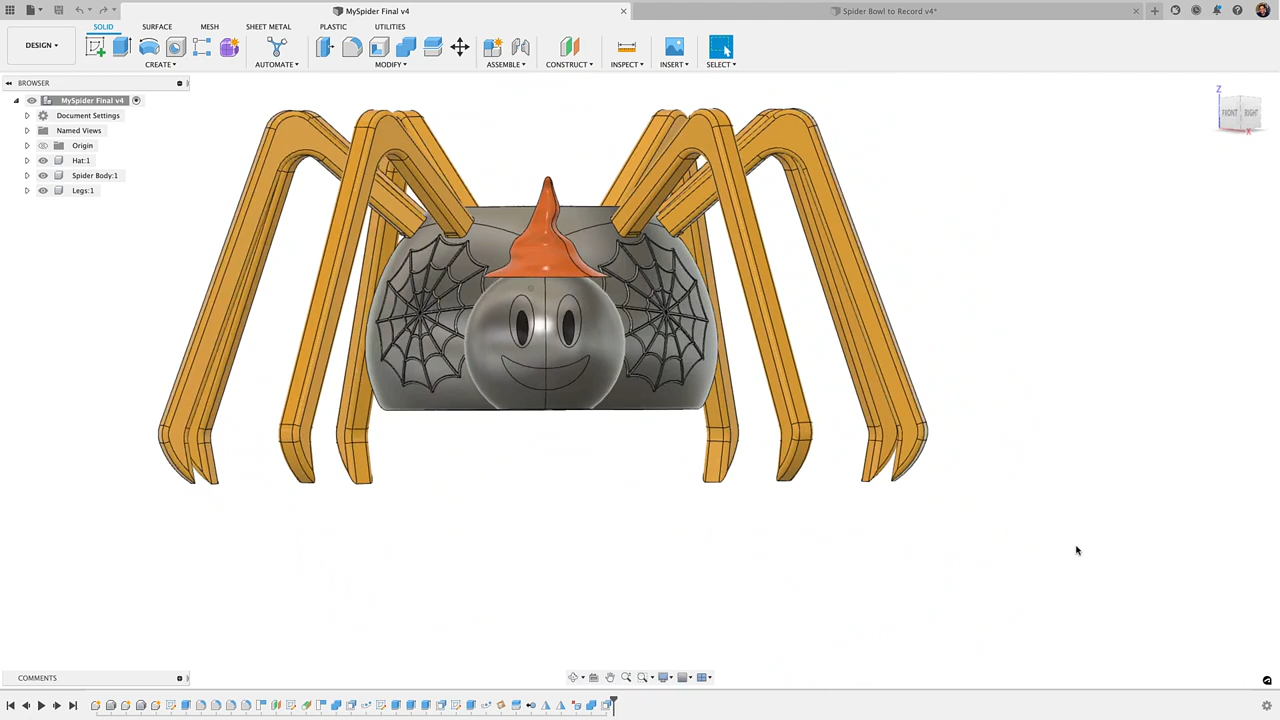 MySpider Final v4
Spider Bowl to Record v4*
DESIGN
SOLID SURFACE MESH SHEET METAL PLASTIC UTILITIES
CREATE AUTOMATE MODIFY ASSEMBLE CONSTRUCT INSPECT INSERT SELECT
BROWSER
MySpider Final v4
Document Settings
Named Views
Origin
Hat:1
Spider Body:1
Legs:1
Z
FRONT RIGHT
X
COMMENTS